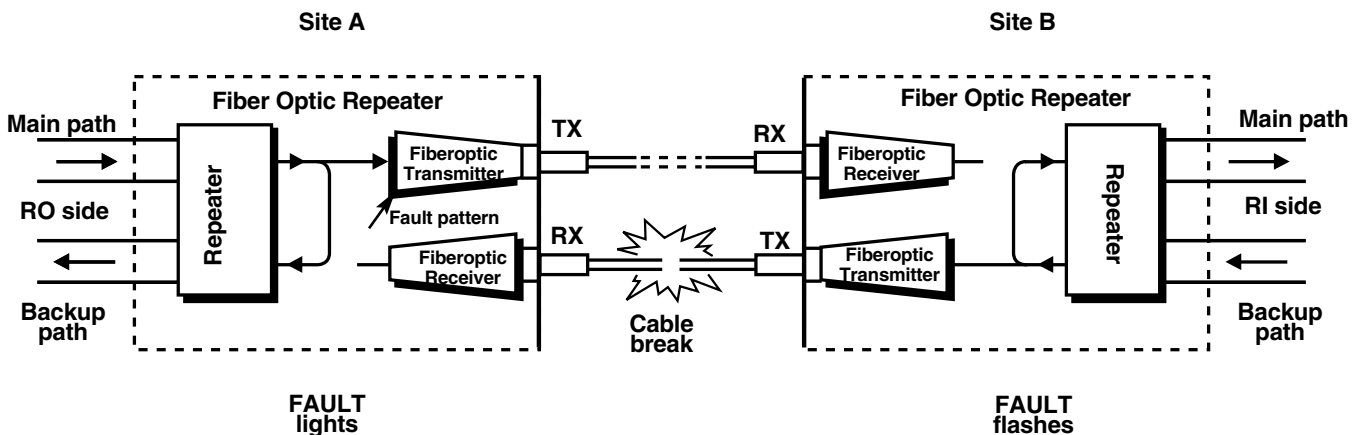 Site A
Site B
Fiber Optic Repeater
Fiber Optic Repeater
Main path
TX
RX
Main path
Fiberoptic
Transmitter
Fiberoptic
Receiver
Repeater
Repeater
RO side
Fault pattern
RI side
RX
TX
Fiberoptic
Receiver
Fiberoptic
Transmitter
Backup
path
Cable
break
Backup
path
FAULT
lights
FAULT
flashes